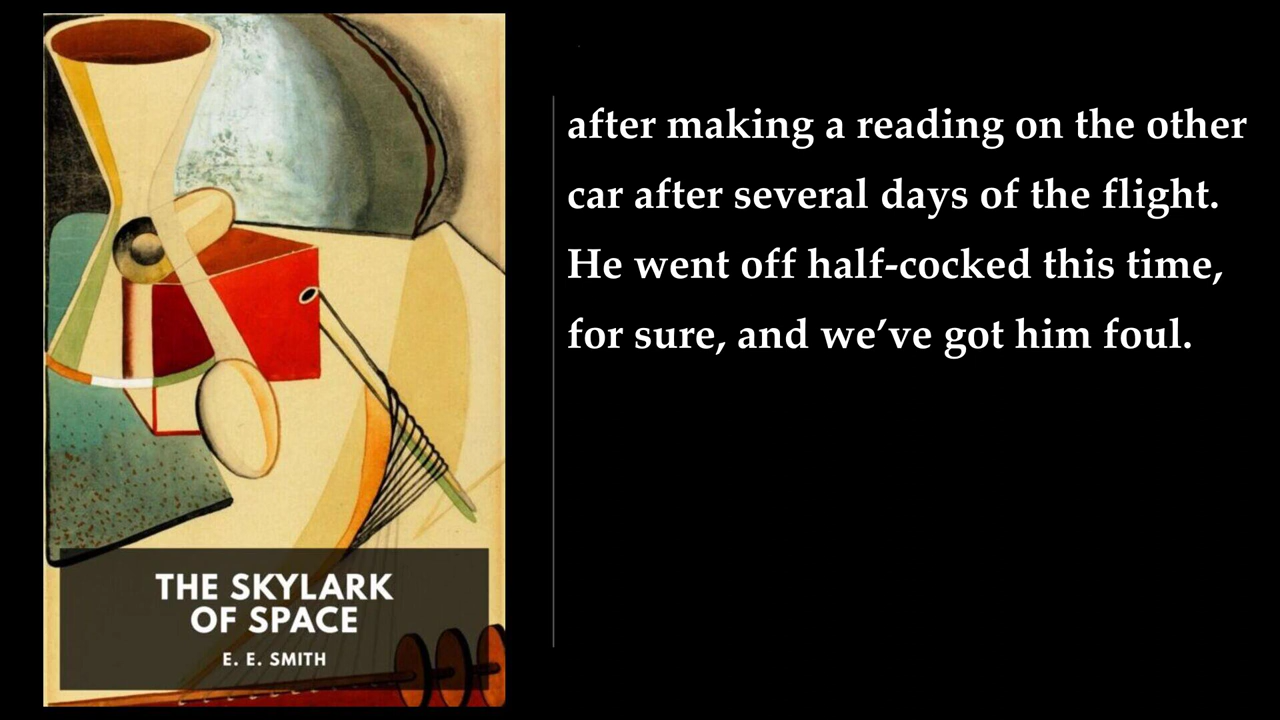 THE SKYLARK
OF SPACE
E. E. SMITH
after making a reading on the other
car after several days of the flight.
He went off half-cocked this time,
for sure, and we’ve got him foul.